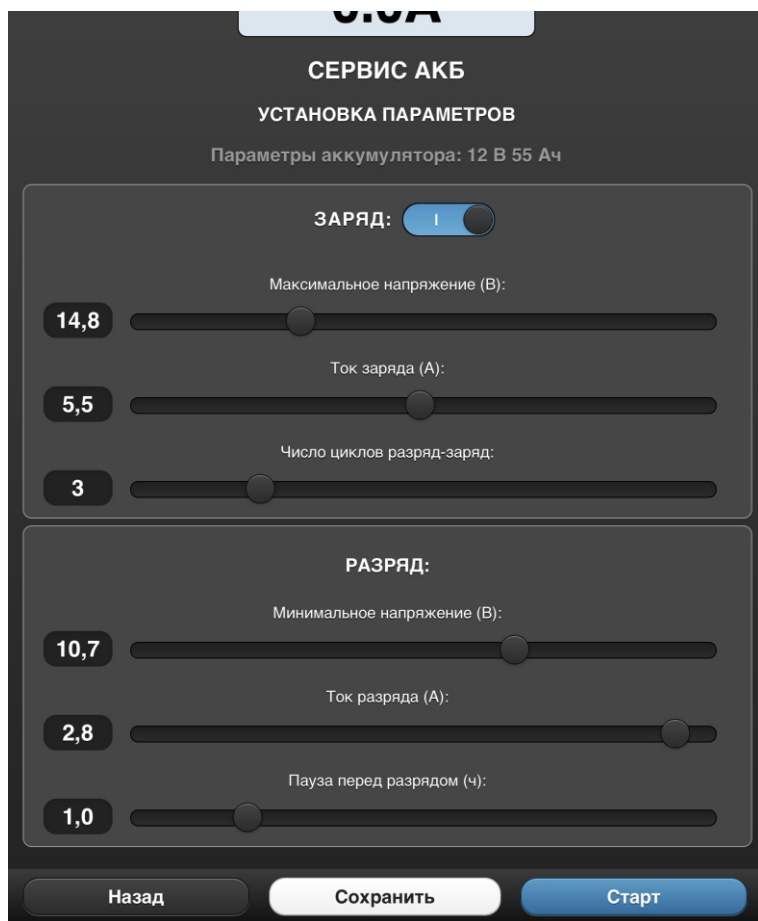 СЕРВИС АКБ
УСТАНОВКА ПАРАМЕТРОВ
Параметры аккумулятора: 12 В 55 Ач
ЗАРЯД: I
Максимальное напряжение (В):
14,8
Ток заряда (А):
5,5
Число циклов разряд-заряд:
3
РАЗРЯД:
Минимальное напряжение (В):
10,7
Ток разряда (А):
2,8
Пауза перед разрядом (ч):
1,0
Назад Сохранить Старт